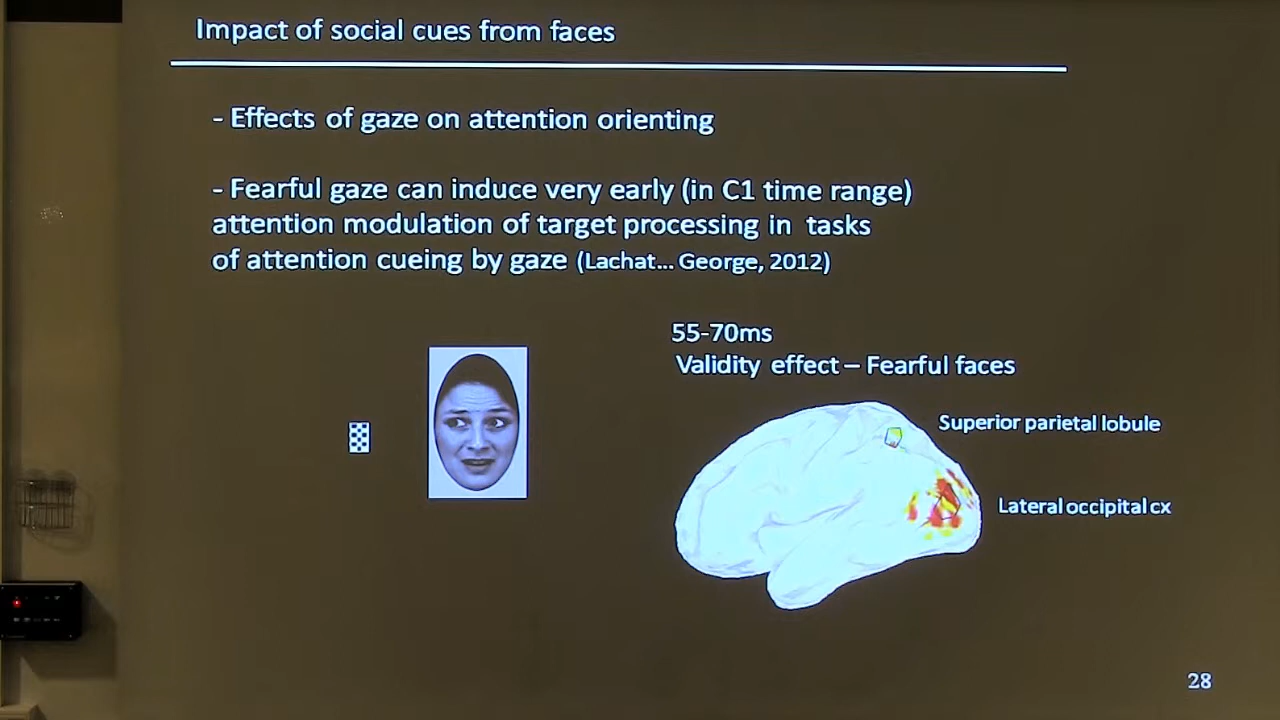 Impact of social cues from faces
- Effects of gaze on attention orienting
- Fearful gaze can induce very early (in C1 time range)
attention modulation of target processing in tasks
of attention cueing by gaze (Lachat... George, 2012)
55-70ms
Validity effect – Fearful faces
Superior parietal lobule
Lateral occipital cx
28